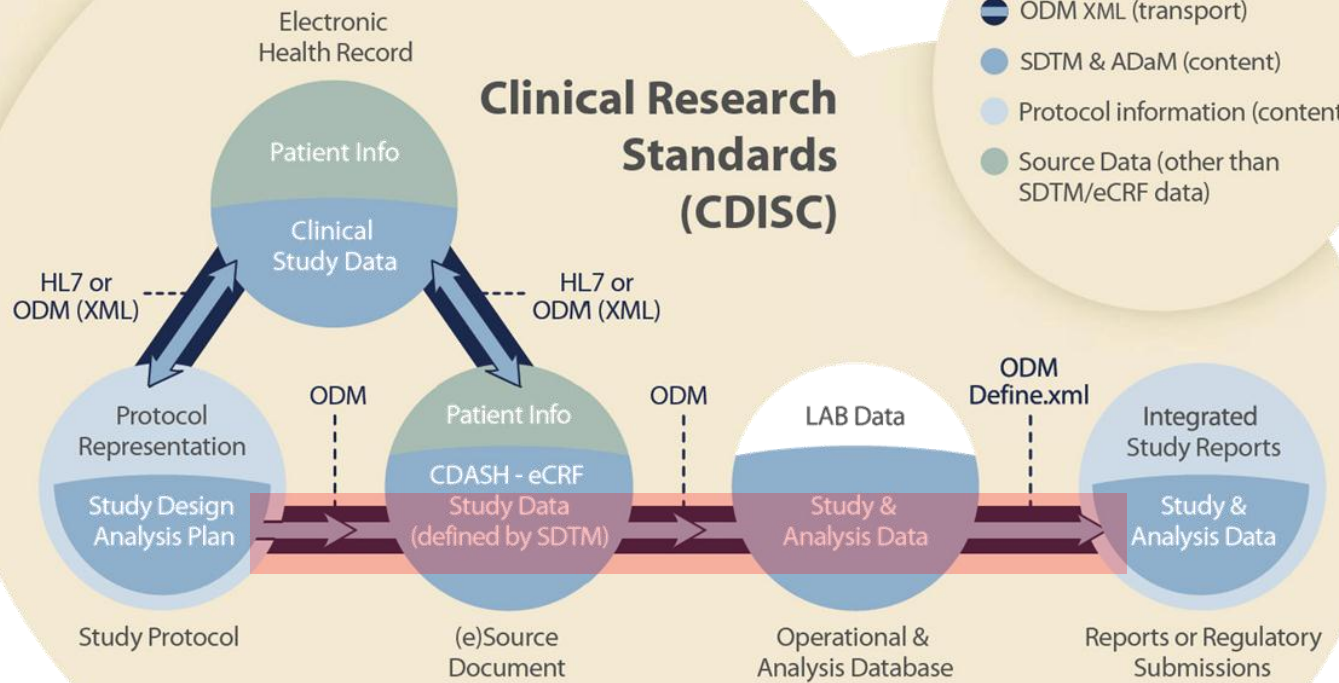 Electronic
Health Record
Patient Info
Clinical
Study Data
Clinical Research
Standards
(CDISC)
ODM XML (transport)
SDTM & ADaM (content)
Protocol information (content
Source Data (other than
SDTM/eCRF data)
HL7 or
ODM (XML)
HL7 or
ODM (XML)
Protocol
Representation
Study Design
Analysis Plan
Study Protocol
ODM
Patient Info
CDASH - eCRF
Study Data
(defined by SDTM)
(e)Source
Document
ODM
LAB Data
Study &
Analysis Data
Operational &
Analysis Database
ODM
Define.xml
Integrated
Study Reports
Study &
Analysis Data
Reports or Regulatory
Submissions